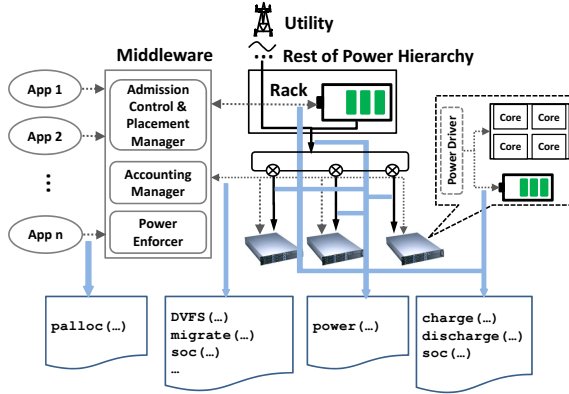 Utility
Middleware
Rest of Power Hierarchy
App 1
App 2
⋮
App n
Admission
Control &
Placement
Manager
Accounting
Manager
Power
Enforcer
Rack
Power Driver
Core
Core
Core
Core
palloc(…)
DVFS(…)
migrate(…)
soc(…)
…
power(…)
charge(…)
discharge(…)
soc(…)